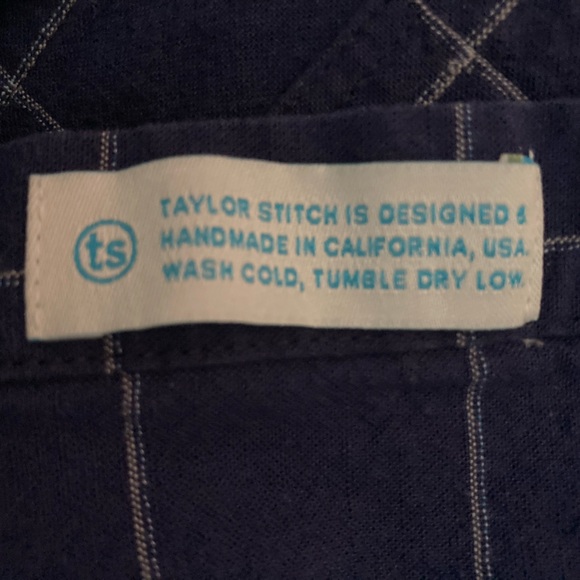 ts
TAYLOR STITCH IS DESIGNED &
HANDMADE IN CALIFORNIA, USA.
WASH COLD, TUMBLE DRY LOW.